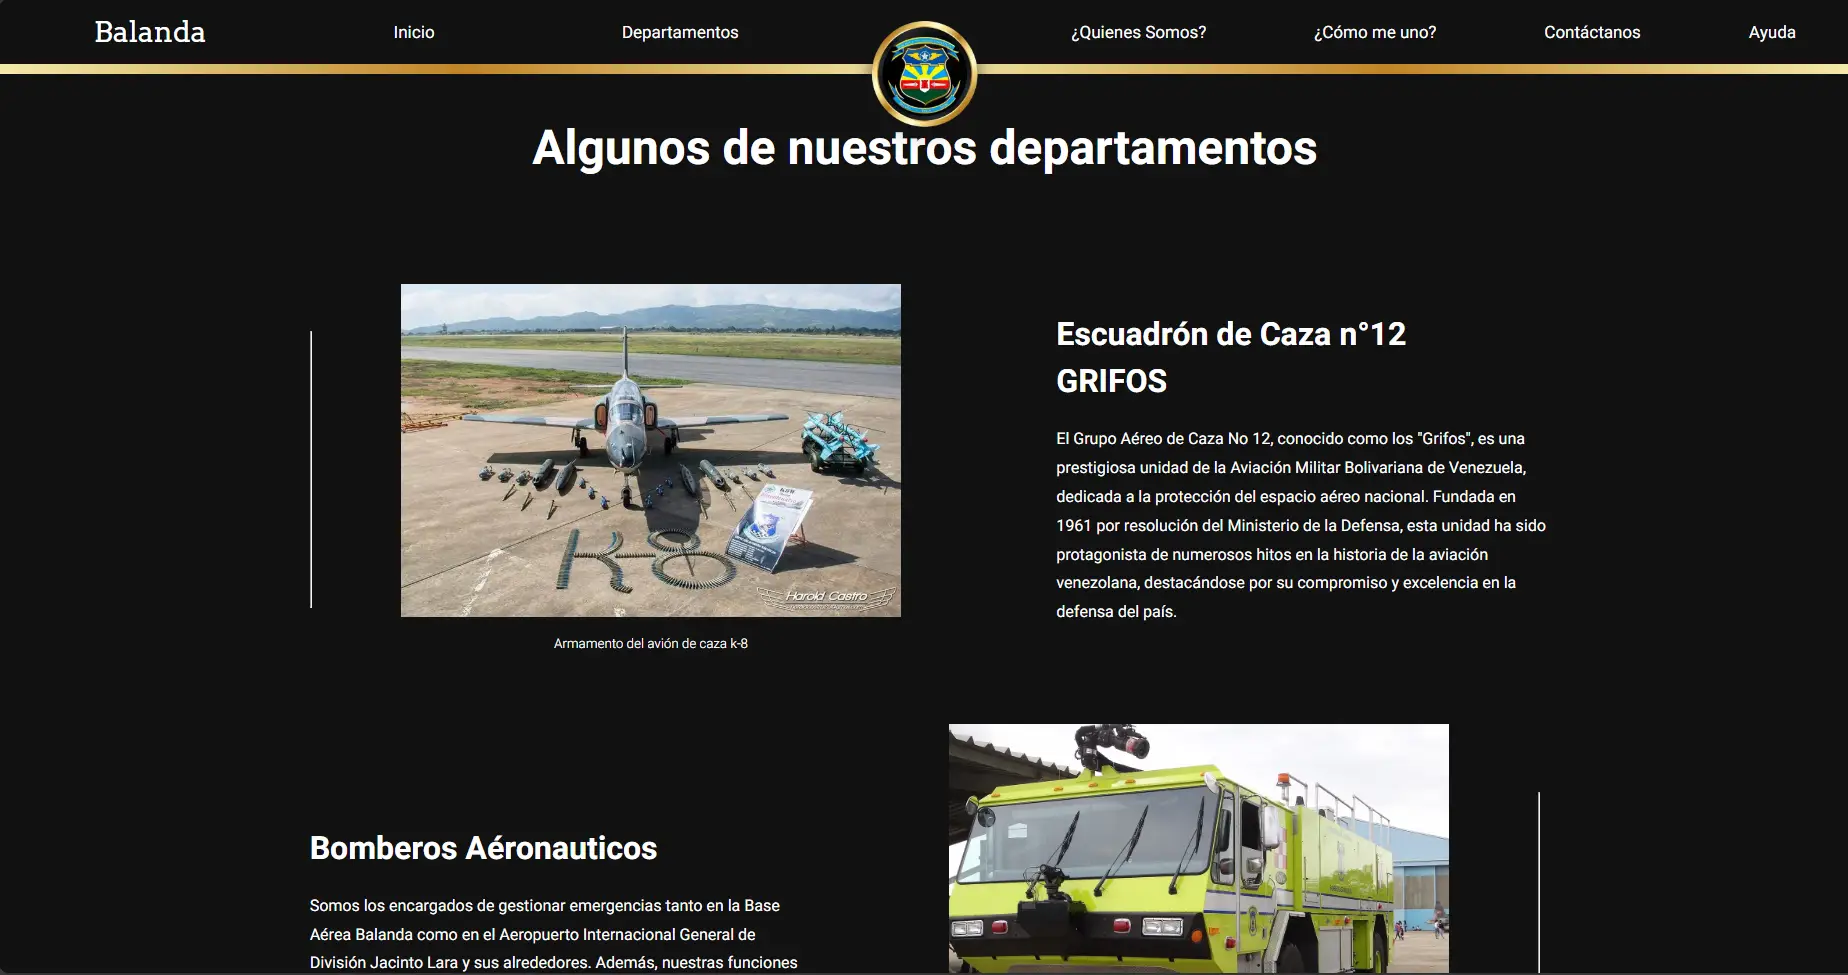 Balanda
Inicio
Departamentos
¿Quienes Somos?
¿Cómo me uno?
Contáctanos
Ayuda
Algunos de nuestros departamentos
K-8
Harold Castro
Armamento del avión de caza k-8
Escuadrón de Caza n°12
GRIFOS
El Grupo Aéreo de Caza No 12, conocido como los "Grifos", es una
prestigiosa unidad de la Aviación Militar Bolivariana de Venezuela,
dedicada a la protección del espacio aéreo nacional. Fundada en
1961 por resolución del Ministerio de la Defensa, esta unidad ha sido
protagonista de numerosos hitos en la historia de la aviación
venezolana, destacándose por su compromiso y excelencia en la
defensa del país.
Bomberos Aéronauticos
Somos los encargados de gestionar emergencias tanto en la Base
Aérea Balanda como en el Aeropuerto Internacional General de
División Jacinto Lara y sus alrededores. Además, nuestras funciones